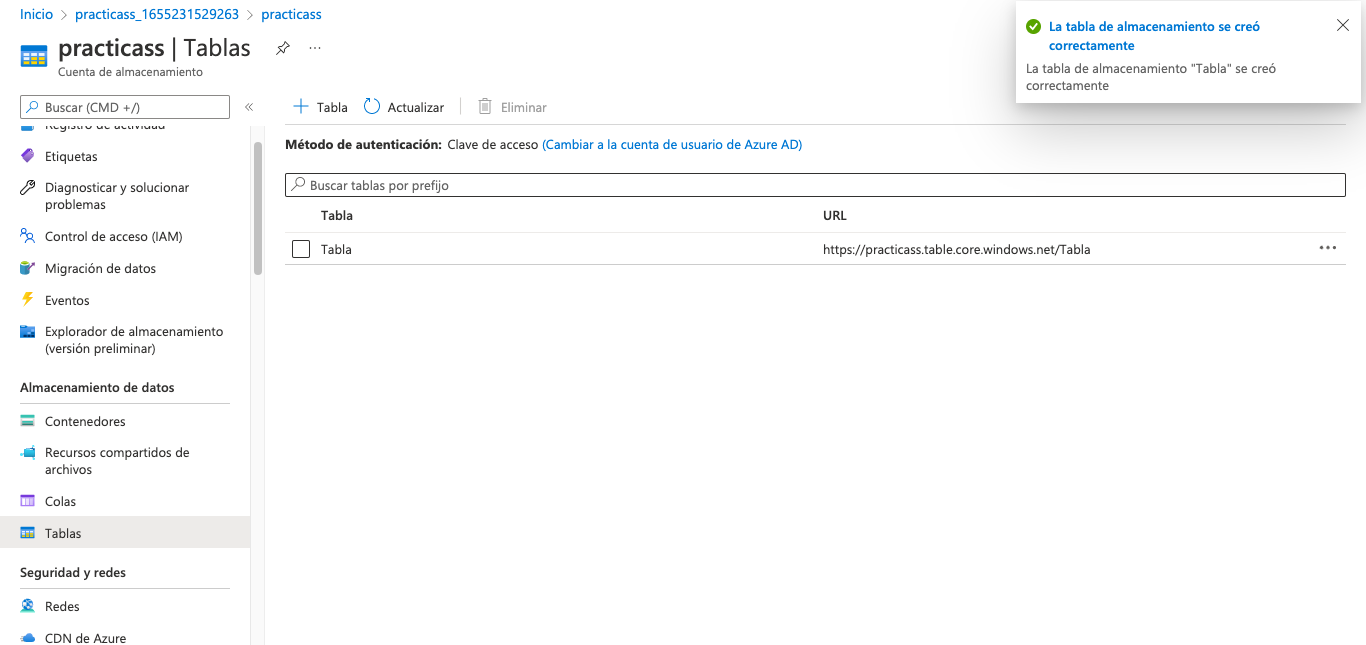 Inicio > practicass_1655231529263 > practicass
practicass | Tablas
Cuenta de almacenamiento
La tabla de almacenamiento se creó
correctamente
La tabla de almacenamiento "Tabla" se creó
correctamente
Buscar (CMD +/)
Registro de actividad
Etiquetas
Diagnosticar y solucionar
problemas
Control de acceso (IAM)
Migración de datos
Eventos
Explorador de almacenamiento
(versión preliminar)
Almacenamiento de datos
Contenedores
Recursos compartidos de
archivos
Colas
Tablas
Seguridad y redes
Redes
CDN de Azure
+ Tabla Actualizar Eliminar
Método de autenticación: Clave de acceso (Cambiar a la cuenta de usuario de Azure AD)
Buscar tablas por prefijo
Tabla URL
Tabla https://practicass.table.core.windows.net/Tabla